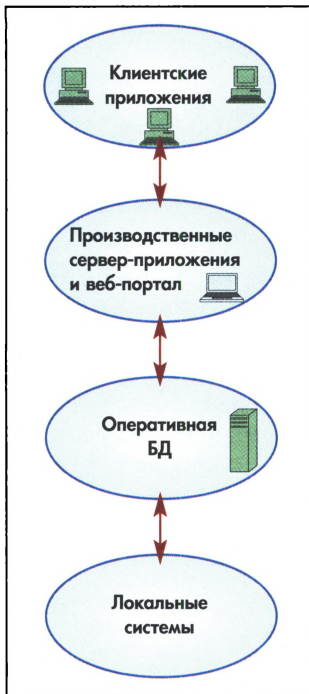 Клиентские
приложения
Производственные
сервер-приложения
и веб-портал
Оперативная
БД
Локальные
системы